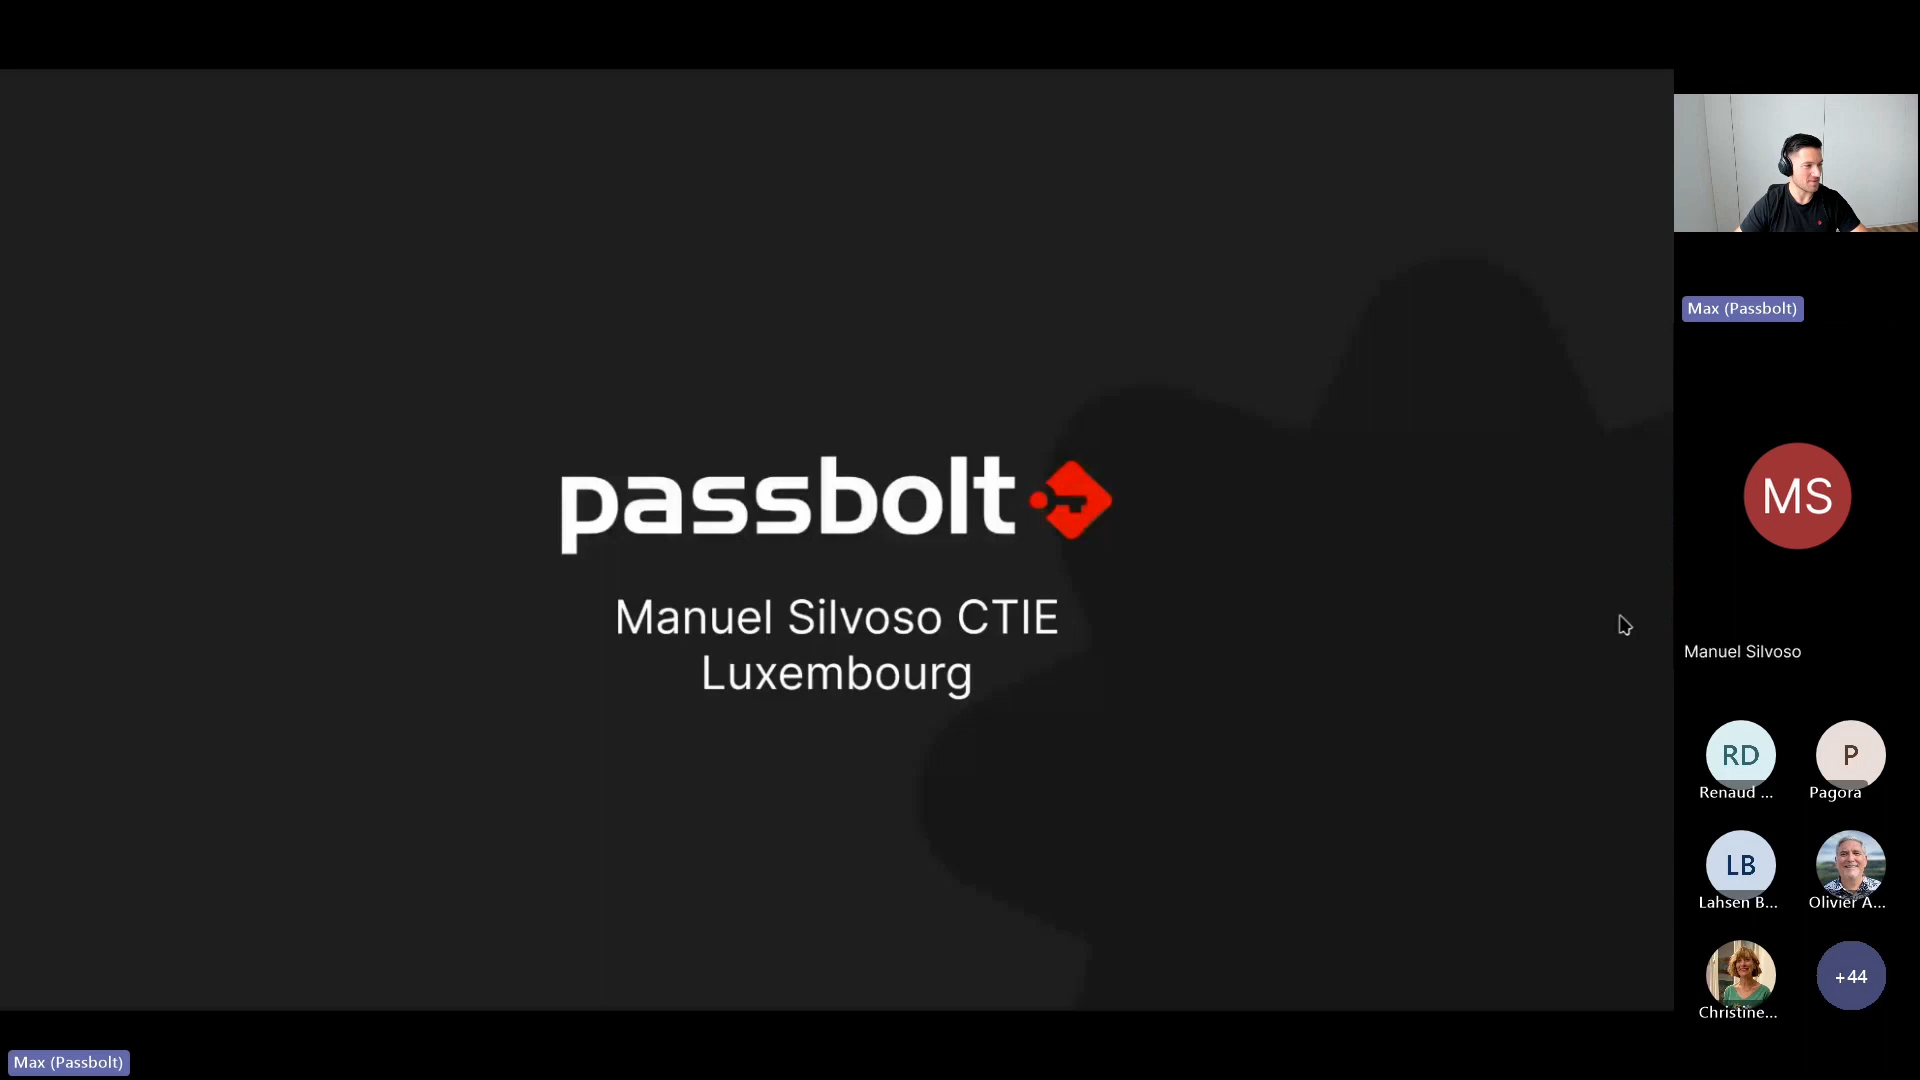 passbolt
Manuel Silvoso CTIE
Luxembourg
Max (Passbolt)
MS
Manuel Silvoso
RD
Renaud ...
P
Pagora
LB
Lahsen B...
Olivier A...
Christine...
+44
Max (Passbolt)